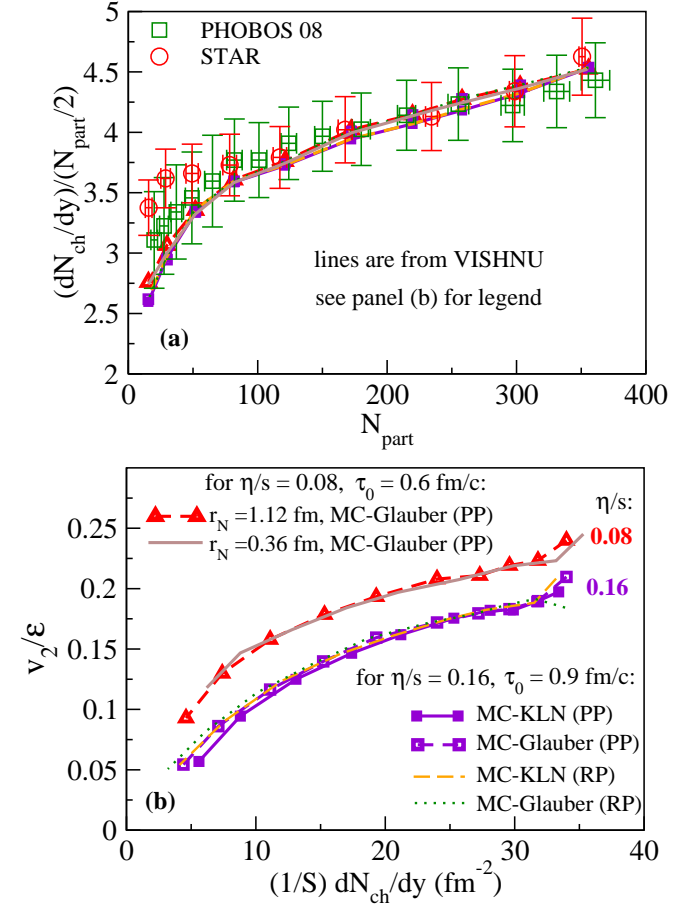 5
4.5
4
3.5
3
2.5
2
(dN_ch/dy)/(N_part/2)
PHOBOS 08
STAR
lines are from VISHNU
see panel (b) for legend
(a)
0 100 200 300 400
N_part
0.25
0.2
0.15
0.1
0.05
0
v_2/ε
for η/s = 0.08, τ_0 = 0.6 fm/c:
r_N =1.12 fm, MC-Glauber (PP)
r_N =0.36 fm, MC-Glauber (PP)
η/s:
0.08
0.16
for η/s = 0.16, τ_0 = 0.9 fm/c:
MC-KLN (PP)
MC-Glauber (PP)
MC-KLN (RP)
MC-Glauber (RP)
(b)
0 10 20 30 40
(1/S) dN_ch/dy (fm^-2)